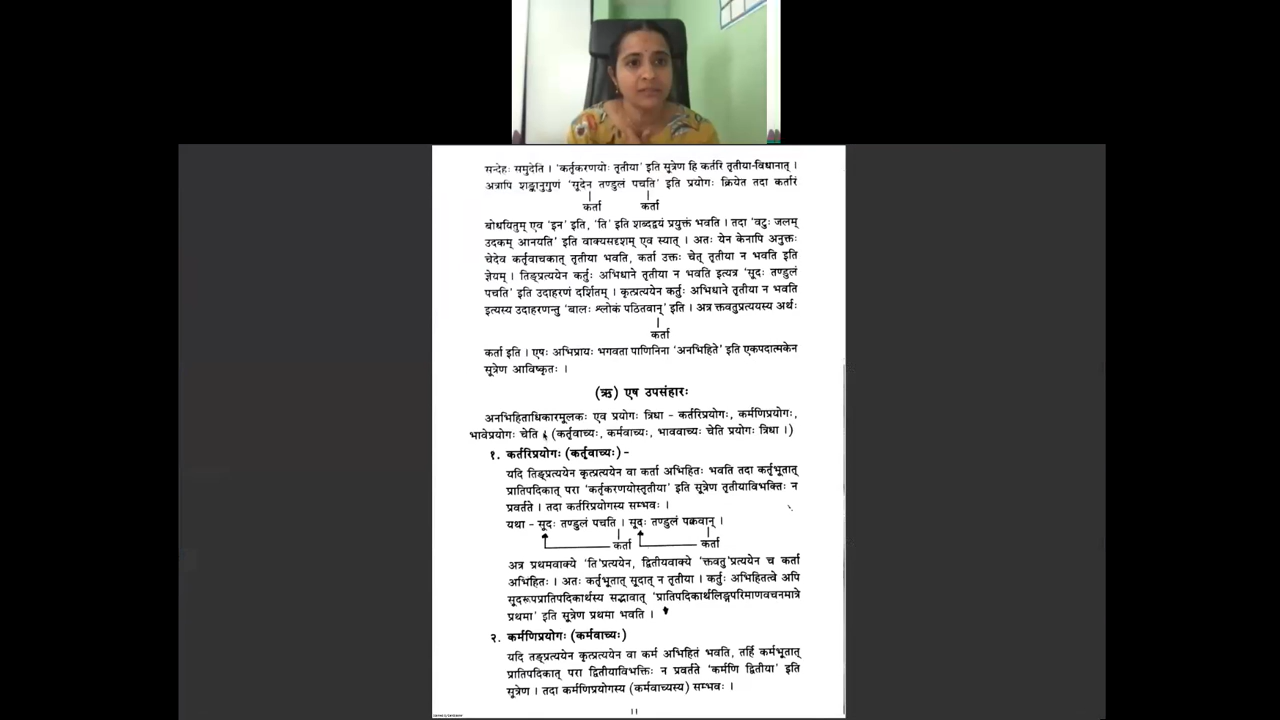 सन्देहः समुदेति । 'कर्तृकरणयोः तृतीया' इति सूत्रेण हि कर्तरि तृतीया-विधानात् ।
अत्रापि शङ्कानुगुणं 'सूदेन तण्डुलं पचति' इति प्रयोगः क्रियेत तदा कर्तारं
कर्ता कर्ता
बोधयितुम् एव 'इन' इति, 'ति' इति शब्दद्वयं प्रयुक्तं भवति । तदा 'वटुः जलम्
उदकम् आनयति' इति वाक्यसदृशम् एव स्यात् । अतः येन केनापि अनुक्तः
चेदेव कर्तृवाचकात् तृतीया भवति, कर्ता उक्तः चेत् तृतीया न भवति इति
ज्ञेयम् । तिङ्प्रत्ययेन कर्तुः अभिधाने तृतीया न भवति इत्यत्र 'सूदः तण्डुलं
पचति' इति उदाहरणं दर्शितम् । कृत्प्रत्ययेन कर्तुः अभिधाने तृतीया न भवति
इत्यस्य उदाहरणन्तु 'बालः श्लोकं पठितवान्' इति । अत्र क्तवतुप्रत्ययस्य अर्थः
कर्ता
कर्ता इति । एषः अभिप्रायः भगवता पाणिनिना 'अनभिहिते' इति एकपदात्मकेन
सूत्रेण आविष्कृतः ।
(ऋ) एष उपसंहारः
अनभिहिताधिकारमूलकः एव प्रयोगः त्रिधा - कर्तरिप्रयोगः, कर्मणिप्रयोगः,
भावेप्रयोगः चेति । (कर्तृवाच्यः, कर्मवाच्यः, भाववाच्यः चेति प्रयोगः त्रिधा ।)
१. कर्तरिप्रयोगः (कर्तृवाच्यः) -
यदि तिङ्प्रत्ययेन कृत्प्रत्ययेन वा कर्ता अभिहितः भवति तदा कर्तृभूतात्
प्रातिपदिकात् परा 'कर्तृकरणयोस्तृतीया' इति सूत्रेण तृतीयाविभक्तिः न
प्रवर्तते । तदा कर्तरिप्रयोगस्य सम्भवः ।
यथा - सूदः तण्डुलं पचति । सूदः तण्डुलं पक्ववान् ।
कर्ता कर्ता
अत्र प्रथमवाक्ये 'ति'प्रत्ययेन, द्वितीयवाक्ये 'क्तवतु'प्रत्ययेन च कर्ता
अभिहितः । अतः कर्तृभूतात् सूदात् न तृतीया । कर्तुः अभिहितत्वे अपि
सूदरूपप्रातिपदिकार्थस्य सद्भावात् 'प्रातिपदिकार्थलिङ्गपरिमाणवचनमात्रे
प्रथमा' इति सूत्रेण प्रथमा भवति ।
२. कर्मणिप्रयोगः (कर्मवाच्यः)
यदि तङ्प्रत्ययेन कृत्प्रत्ययेन वा कर्म अभिहितं भवति, तर्हि कर्मभूतात्
प्रातिपदिकात् परा द्वितीयाविभक्तिः न प्रवर्तते 'कर्मणि द्वितीया' इति
सूत्रेण । तदा कर्मणिप्रयोगस्य (कर्मवाच्यस्य) सम्भवः ।
11